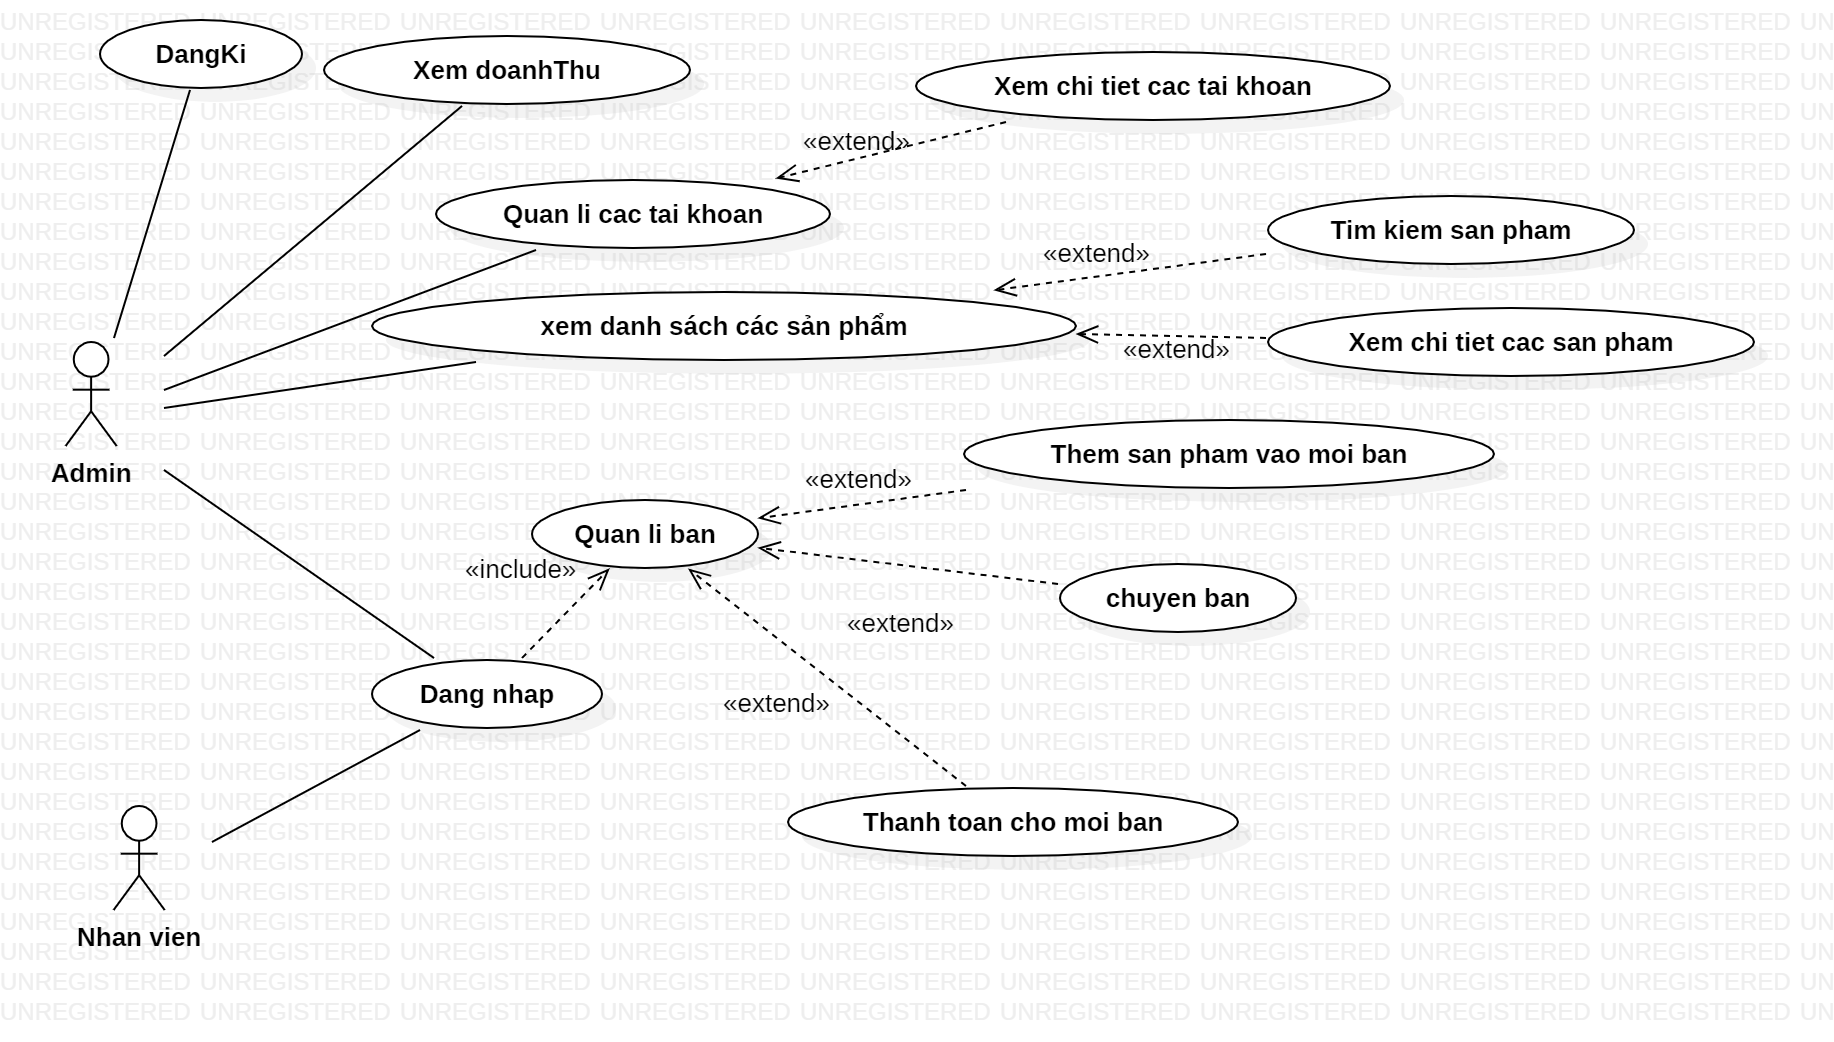 DangKi
Xem doanhThu
Xem chi tiet cac tai khoan
«extend»
Quan li cac tai khoan
Tim kiem san pham
«extend»
xem danh sách các sản phẩm
Xem chi tiet cac san pham
«extend»
Admin
Them san pham vao moi ban
«extend»
Quan li ban
«include»
chuyen ban
«extend»
Dang nhap
«extend»
Thanh toan cho moi ban
Nhan vien
UNREGISTERED